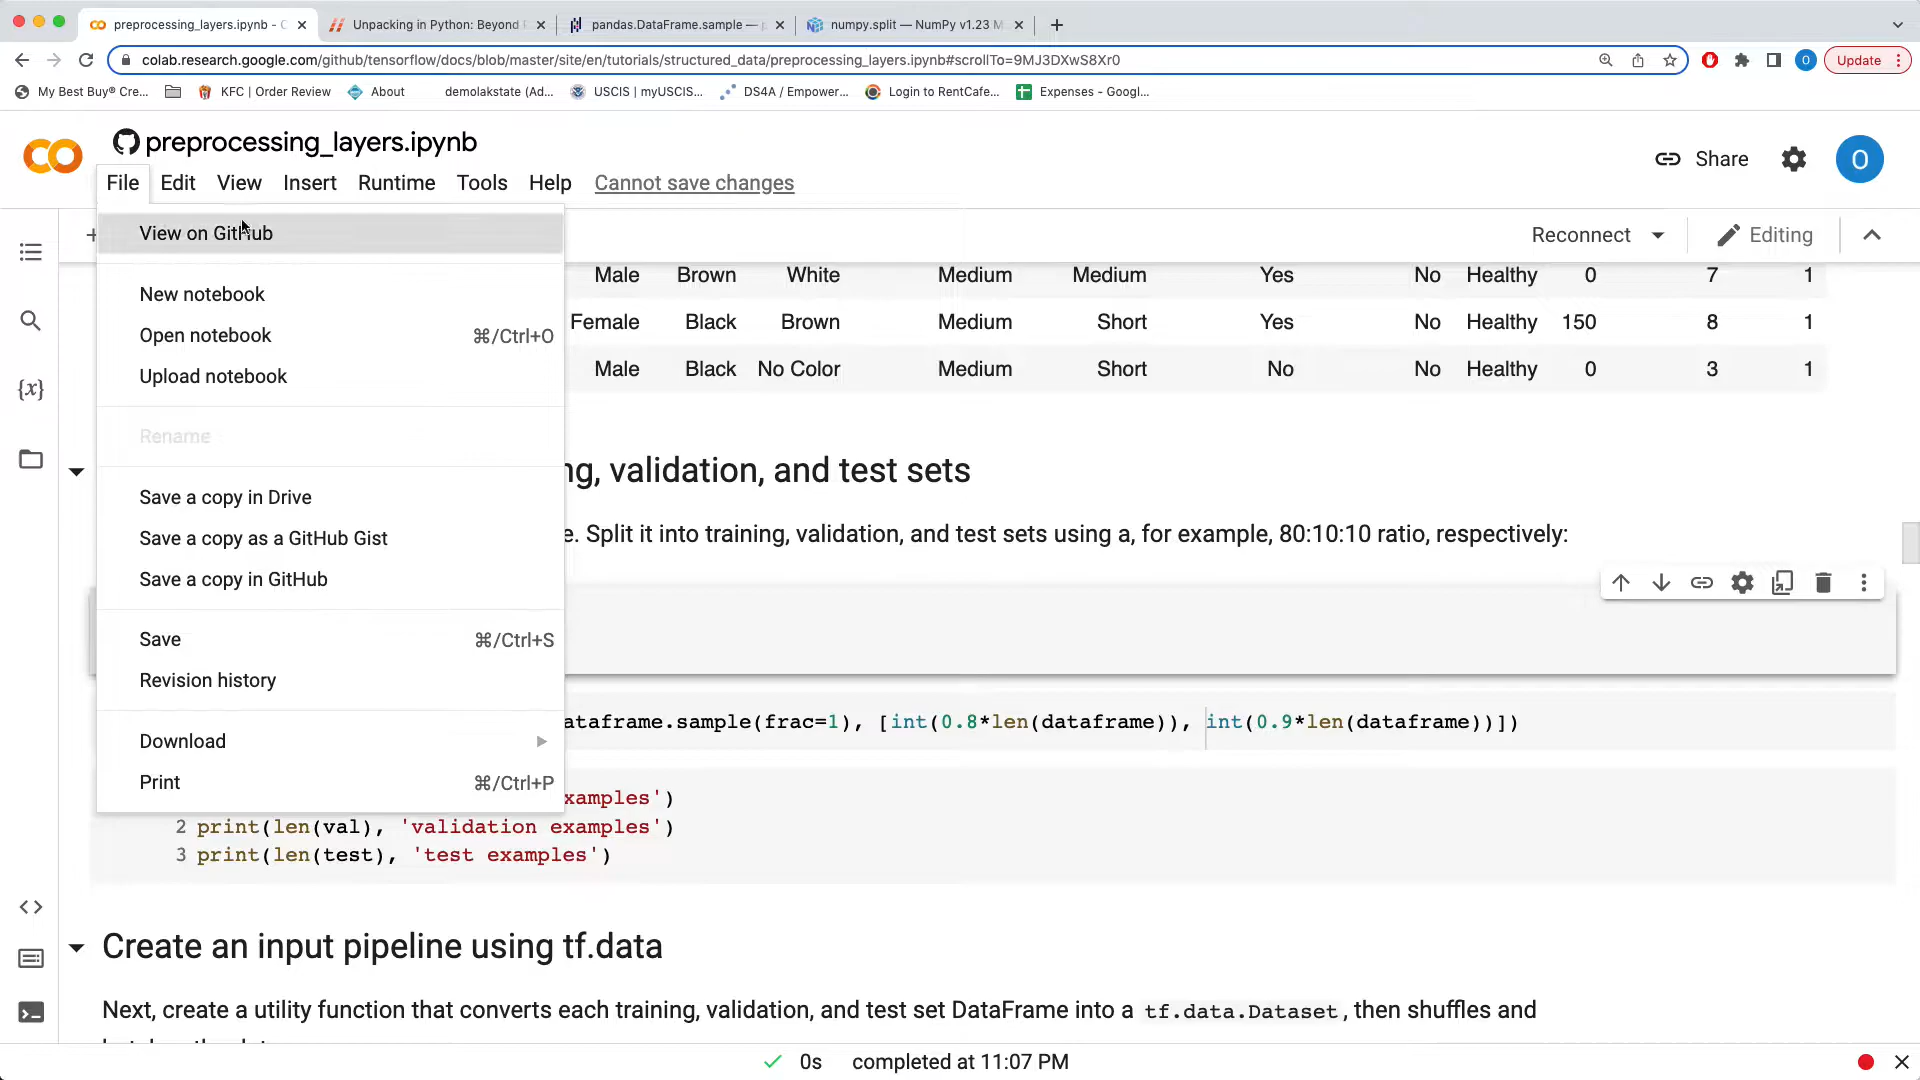 preprocessing_layers.ipynb - C
Unpacking in Python: Beyond
pandas.DataFrame.sample — p
numpy.split — NumPy v1.23 M
colab.research.google.com/github/tensorflow/docs/blob/master/site/en/tutorials/structured_data/preprocessing_layers.ipynb#scrollTo=9MJ3DXwS8Xr0
O
Update
My Best Buy® Cre...
KFC | Order Review
About
demolakstate (Ad...
USCIS | myUSCIS...
DS4A / Empower...
Login to RentCafe...
Expenses - Googl...
preprocessing_layers.ipynb
File Edit View Insert Runtime Tools Help Cannot save changes
Share
O
View on GitHub
Reconnect
Editing
New notebook
Open notebook ⌘/Ctrl+O
Upload notebook
Rename
Save a copy in Drive
Save a copy as a GitHub Gist
Save a copy in GitHub
Save ⌘/Ctrl+S
Revision history
Download
Print ⌘/Ctrl+P
Male Brown White Medium Medium Yes No Healthy 0 7 1
Female Black Brown Medium Short Yes No Healthy 150 8 1
Male Black No Color Medium Short No No Healthy 0 3 1
ng, validation, and test sets
e. Split it into training, validation, and test sets using a, for example, 80:10:10 ratio, respectively:
ataframe.sample(frac=1), [int(0.8*len(dataframe)), int(0.9*len(dataframe))])
xamples')
2 print(len(val), 'validation examples')
3 print(len(test), 'test examples')
Create an input pipeline using tf.data
Next, create a utility function that converts each training, validation, and test set DataFrame into a tf.data.Dataset, then shuffles and
0s completed at 11:07 PM